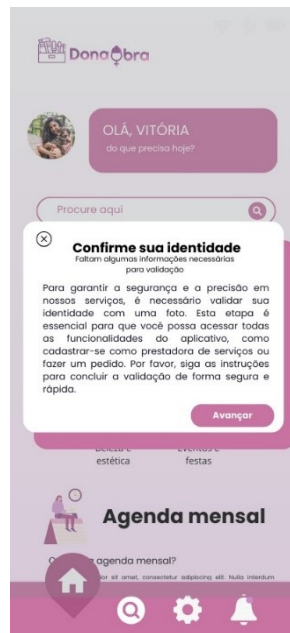 DonaObra
OLÁ, VITÓRIA
do que precisa hoje?
Procure aqui
Confirme sua identidade
Faltam algumas informações necessárias
para validação
Para garantir a segurança e a precisão em
nossos serviços, é necessário validar sua
identidade com uma foto. Esta etapa é
essencial para que você possa acessar todas
as funcionalidades do aplicativo, como
cadastrar-se como prestadora de serviços ou
fazer um pedido. Por favor, siga as instruções
para concluir a validação de forma segura e
rápida.
Avançar
estética festas
Agenda mensal
agenda mensal?
sit amet, consectetur adipiscing elit. Nulla interdum